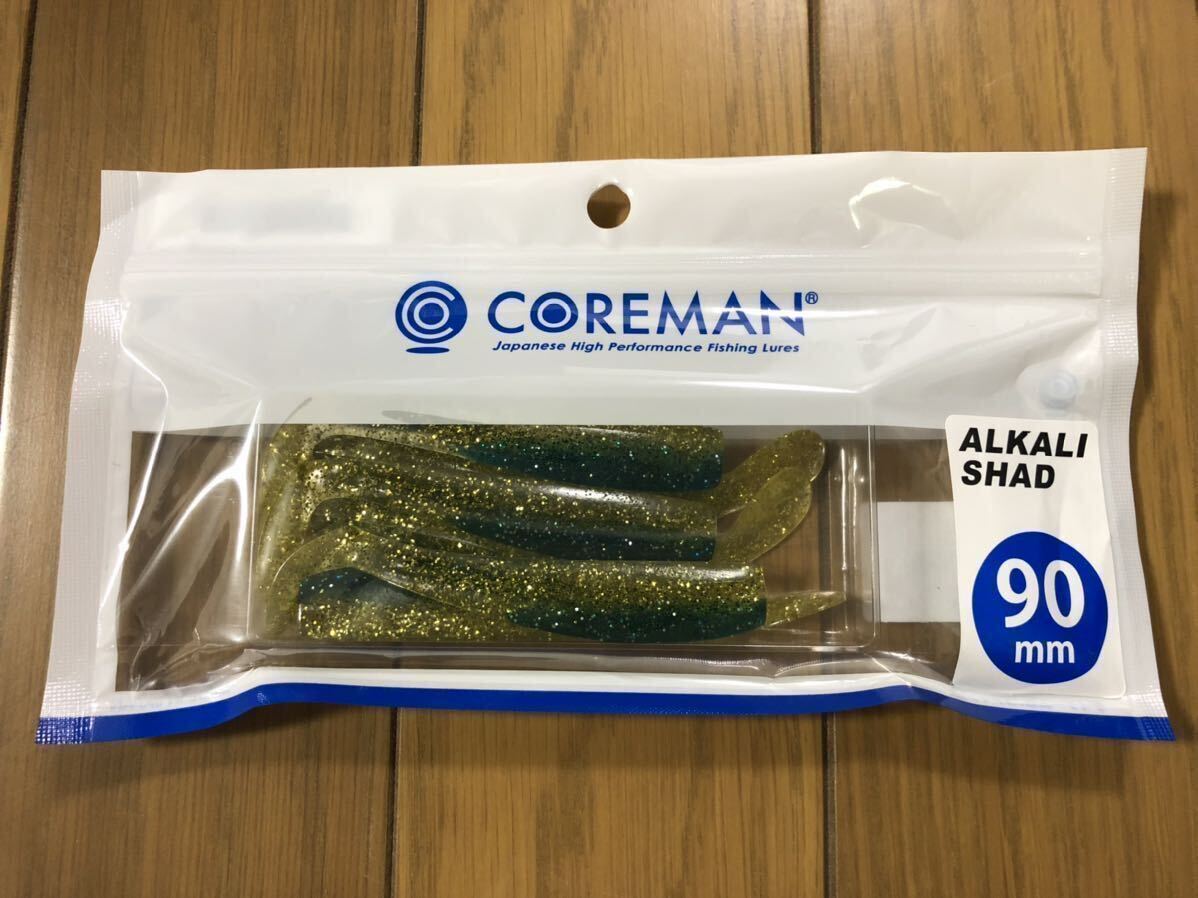 COREMAN®
Japanese High Performance Fishing Lures
ALKALI
SHAD
90
mm